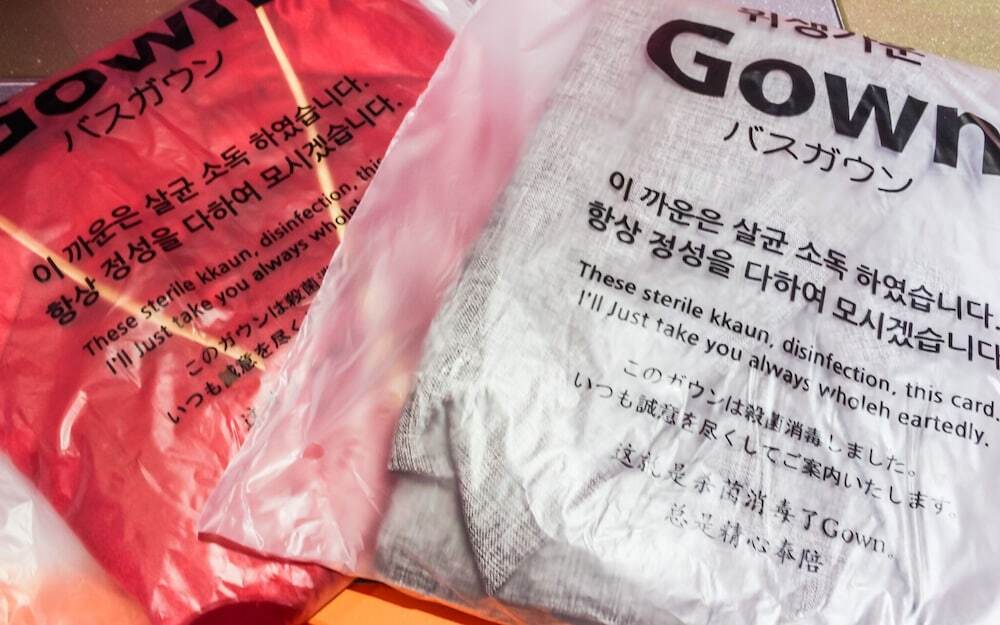 Gown
バスガウン
이 까운은 살균 소독 하였습니다.
항상 정성을 다하여 모시겠습니다.
These sterile kkaun, disinfection, this
I'll Just take you always
このガウンは殺菌
いつも誠意を尽く
这
위생가운
Gown
バスガウン
이 까운은 살균 소독 하였습니다.
항상 정성을 다하여 모시겠습니다
These sterile kkaun, disinfection, this card.
I'll Just take you always wholeh eartedly.
このガウンは殺菌消毒しました。
いつも誠意を尽くしてご案内いたします。
这就是杀菌消毒了Gown。
总是精心奉陪